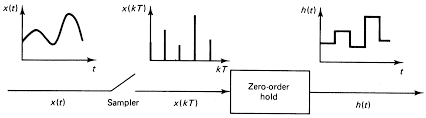 x(t)
t
x(kT)
kT
h(t)
t
x(t)
Sampler
x(kT)
Zero-order
hold
h(t)